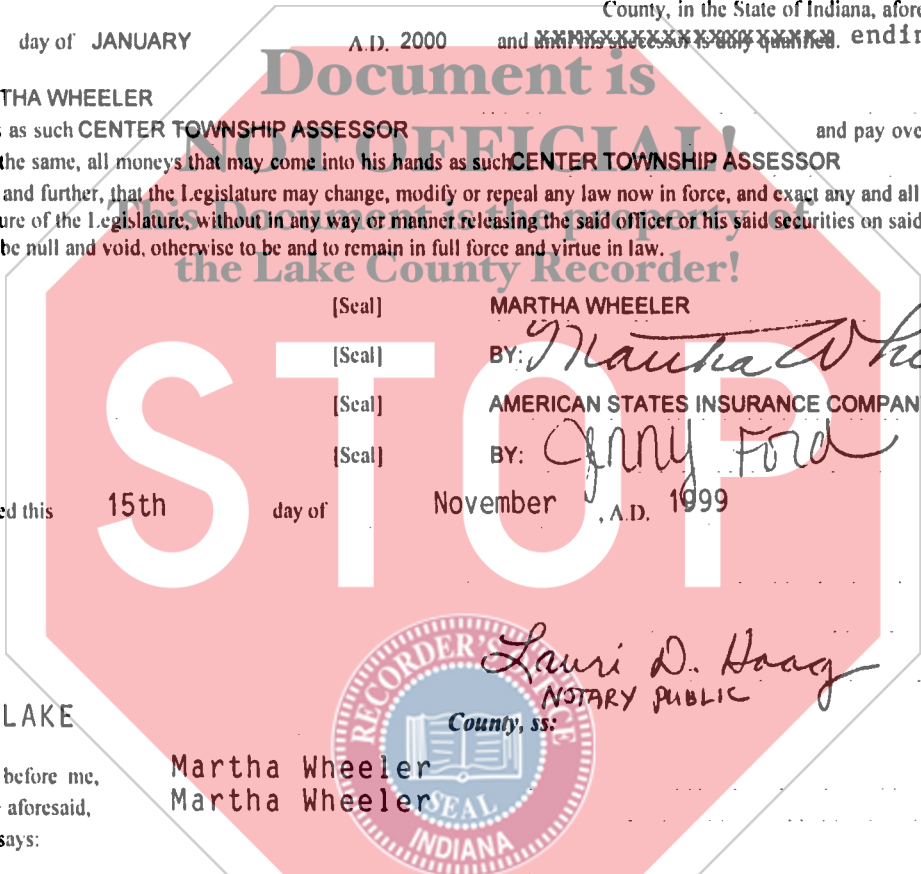 County, in the State of Indiana, afore
day of JANUARY A.D. 2000 and until his successor is duly qualified. endin
Document is
THA WHEELER
s as such CENTER TOWNSHIP ASSESSOR and pay ove
NOT OFFICIAL!
the same, all moneys that may come into his hands as such CENTER TOWNSHIP ASSESSOR
and further, that the Legislature may change, modify or repeal any law now in force, and exact any and all
This Document is the property of
ure of the Legislature, without in any way or manner releasing the said officer or his said securities on said
be null and void, otherwise to be and to remain in full force and virtue in law.
the Lake County Recorder!
[Seal] MARTHA WHEELER
[Seal] BY: Martha Wh
[Seal] AMERICAN STATES INSURANCE COMPAN
[Seal] BY: Jenny Ford
STOP
ed this 15th day of November , A.D. 1999
Lauri D. Haag
NOTARY PUBLIC
RECORDER'S OFFICE
LAKE County, ss:
before me, Martha Wheeler
aforesaid, Martha Wheeler
SEAL
says:
INDIANA